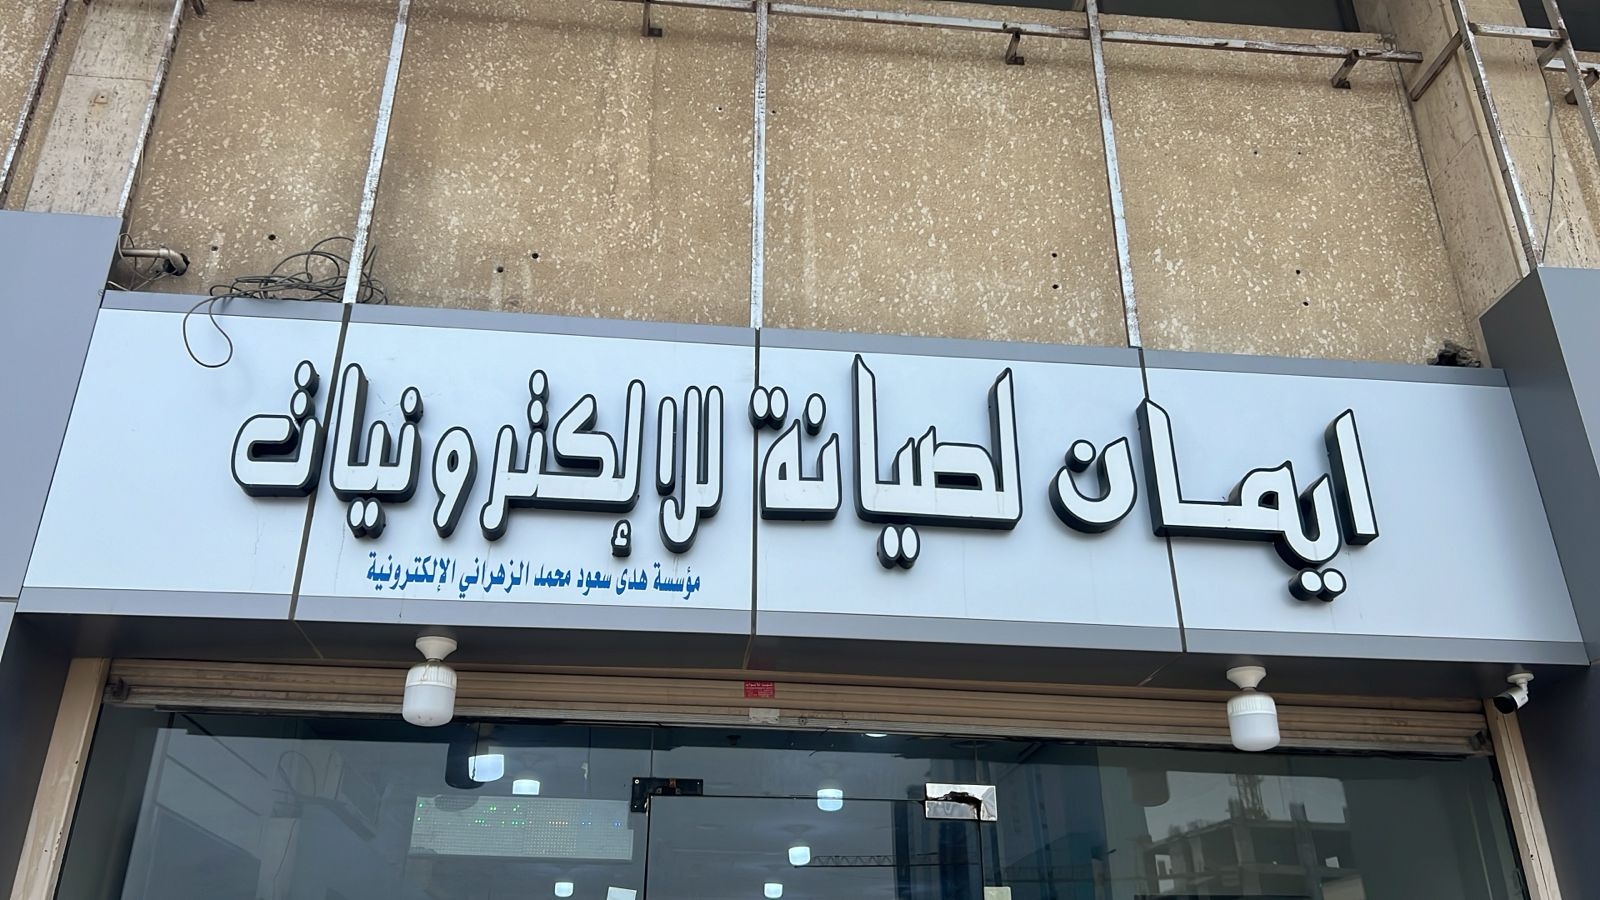 ايمان لصيانة للإلكترونيات
مؤسسة هدى سعود محمد الزهراني الإلكترونية